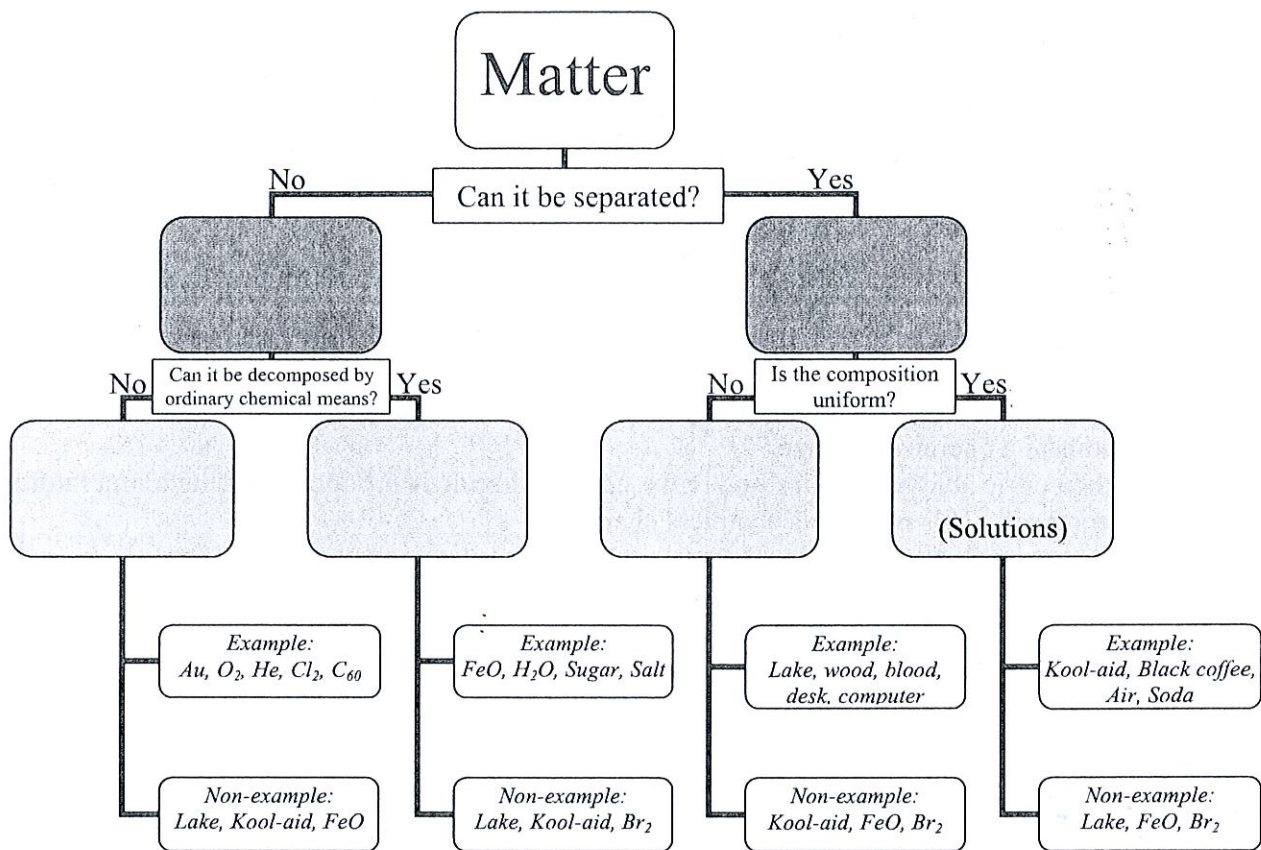 Matter
No
Can it be separated?
Yes
No
Can it be decomposed by
ordinary chemical means?
Yes
No
Is the composition
uniform?
Yes
(Solutions)
Example:
Au, O₂, He, Cl₂, C₆₀
Example:
FeO, H₂O, Sugar, Salt
Example:
Lake, wood, blood,
desk, computer
Example:
Kool-aid, Black coffee,
Air, Soda
Non-example:
Lake, Kool-aid, FeO
Non-example:
Lake, Kool-aid, Br₂
Non-example:
Kool-aid, FeO, Br₂
Non-example:
Lake, FeO, Br₂